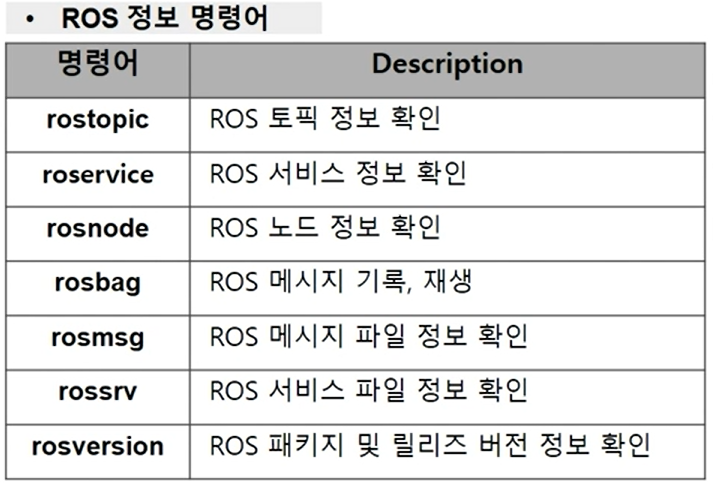 • ROS 정보 명령어
명령어 Description
rostopic ROS 토픽 정보 확인
roservice ROS 서비스 정보 확인
rosnode ROS 노드 정보 확인
rosbag ROS 메시지 기록, 재생
rosmsg ROS 메시지 파일 정보 확인
rossrv ROS 서비스 파일 정보 확인
rosversion ROS 패키지 및 릴리즈 버전 정보 확인